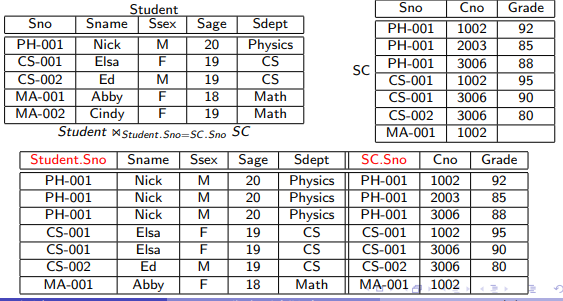 Student
Sno Sname Ssex Sage Sdept
PH-001 Nick M 20 Physics
CS-001 Elsa F 19 CS
CS-002 Ed M 19 CS
MA-001 Abby F 18 Math
MA-002 Cindy F 19 Math
SC
Sno Cno Grade
PH-001 1002 92
PH-001 2003 85
PH-001 3006 88
CS-001 1002 95
CS-001 3006 90
CS-002 3006 80
MA-001 1002
Student ⋈Student.Sno=SC.Sno SC
Student.Sno Sname Ssex Sage Sdept SC.Sno Cno Grade
PH-001 Nick M 20 Physics PH-001 1002 92
PH-001 Nick M 20 Physics PH-001 2003 85
PH-001 Nick M 20 Physics PH-001 3006 88
CS-001 Elsa F 19 CS CS-001 1002 95
CS-001 Elsa F 19 CS CS-001 3006 90
CS-002 Ed M 19 CS CS-002 3006 80
MA-001 Abby F 18 Math MA-001 1002